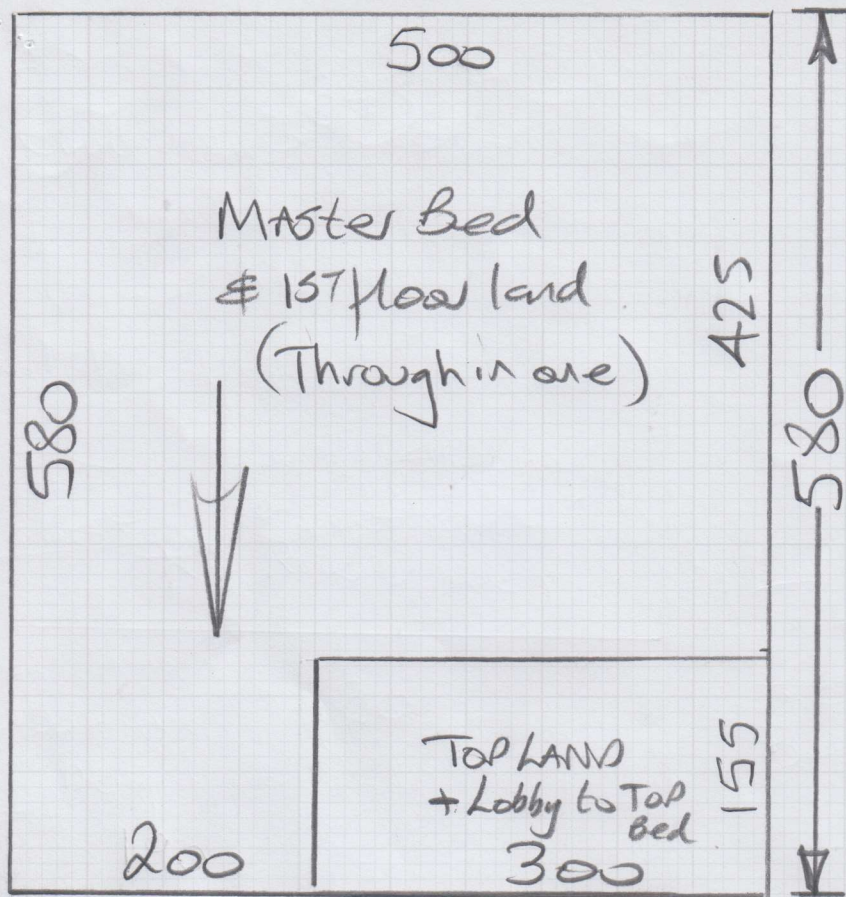 500
MASter Bed
& 1ST floor land
(Through in one)
425
580
580
TOP LAND
+ Lobby to Top
Bed
155
200
300